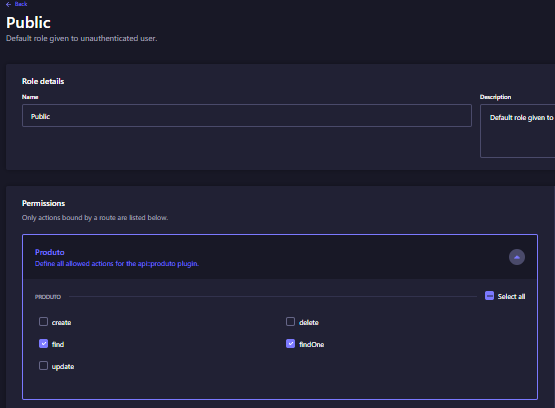 Back
Public
Default role given to unauthenticated user.
Role details
Name
Description
Public
Default role given to
Permissions
Only actions bound by a route are listed below.
Produto
Define all allowed actions for the api::produto plugin.
PRODUTO
Select all
create
delete
find
findOne
update